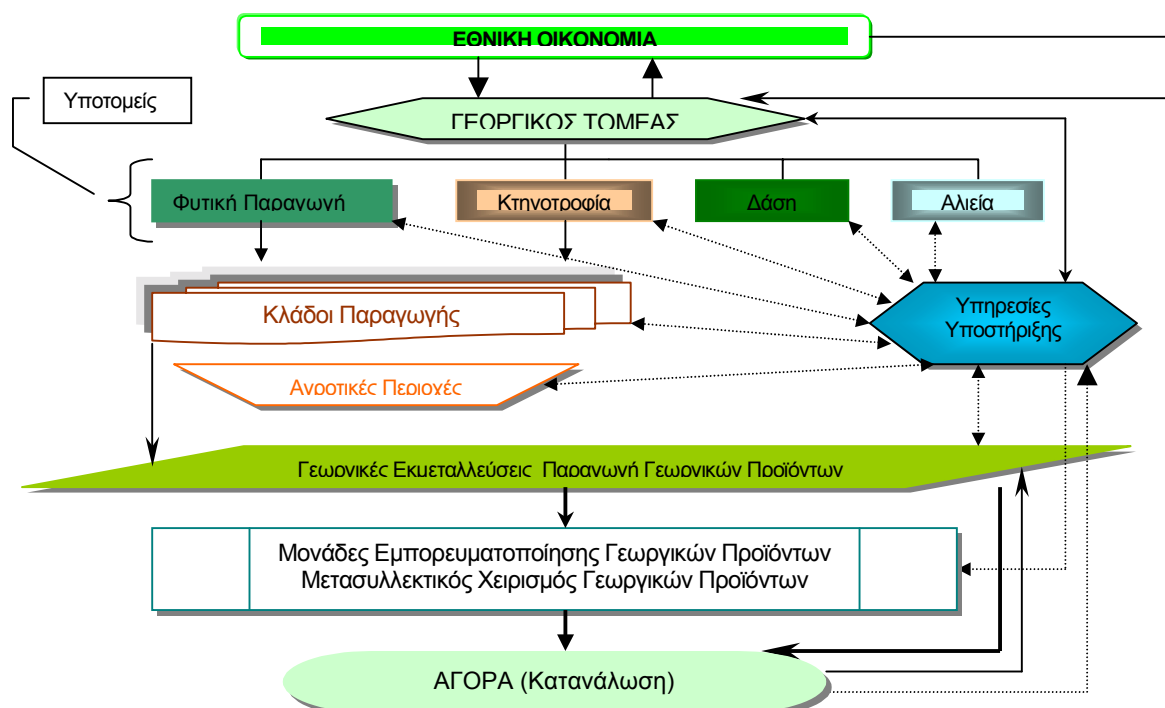 ΕΘΝΙΚΗ ΟΙΚΟΝΟΜΙΑ
Υποτομείς
ΓΕΩΡΓΙΚΟΣ ΤΟΜΕΑΣ
Φυτική Παραγωγή
Κτηνοτροφία
Δάση
Αλιεία
Κλάδοι Παραγωγής
Υπηρεσίες
Υποστήριξης
Αγροτικές Περιοχές
Γεωργικές Εκμεταλλεύσεις Παραγωγή Γεωργικών Προϊόντων
Μονάδες Εμπορευματοποίησης Γεωργικών Προϊόντων
Μετασυλλεκτικός Χειρισμός Γεωργικών Προϊόντων
ΑΓΟΡΑ (Κατανάλωση)